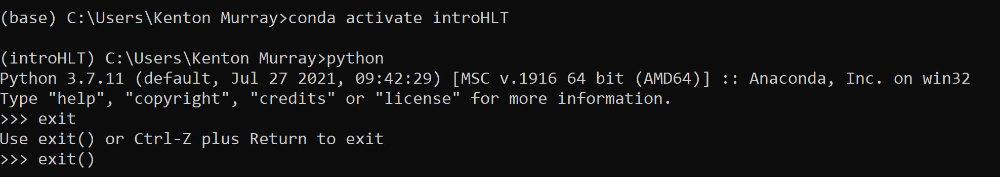 (base) C:\Users\Kenton Murray>conda activate introHLT
(introHLT) C:\Users\Kenton Murray>python
Python 3.7.11 (default, Jul 27 2021, 09:42:29) [MSC v.1916 64 bit (AMD64)] :: Anaconda, Inc. on win32
Type "help", "copyright", "credits" or "license" for more information.
>>> exit
Use exit() or Ctrl-Z plus Return to exit
>>> exit()